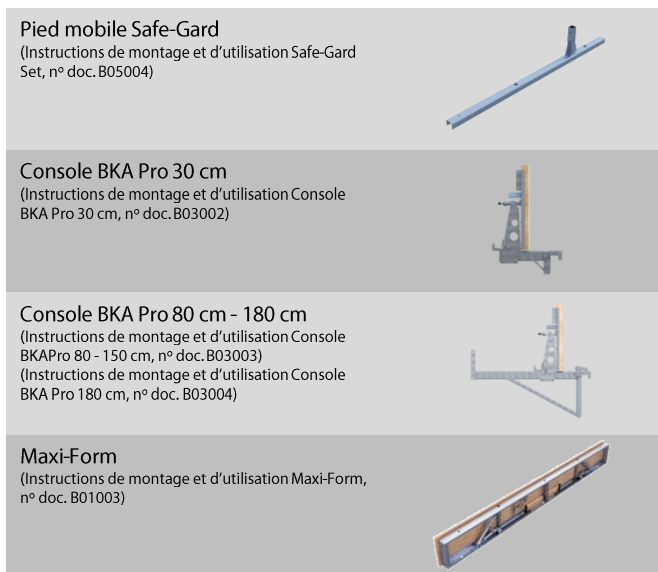 Pied mobile Safe-Gard
(Instructions de montage et d'utilisation Safe-Gard
Set, nº doc. B05004)
Console BKA Pro 30 cm
(Instructions de montage et d'utilisation Console
BKA Pro 30 cm, nº doc. B03002)
Console BKA Pro 80 cm - 180 cm
(Instructions de montage et d'utilisation Console
BKAPro 80 - 150 cm, nº doc. B03003)
(Instructions de montage et d'utilisation Console
BKA Pro 180 cm, nº doc. B03004)
Maxi-Form
(Instructions de montage et d'utilisation Maxi-Form,
nº doc. B01003)